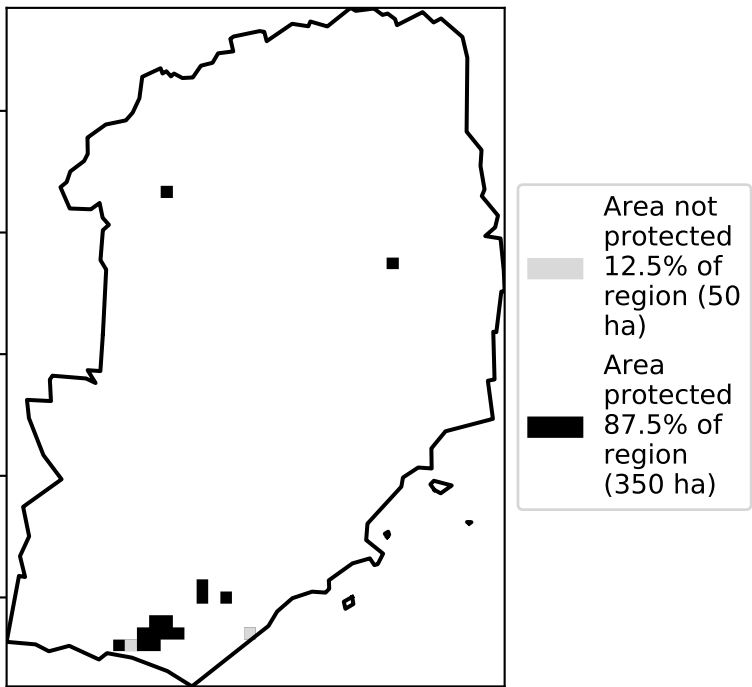 Area not
protected
12.5% of
region (50
ha)
Area
protected
87.5% of
region
(350 ha)